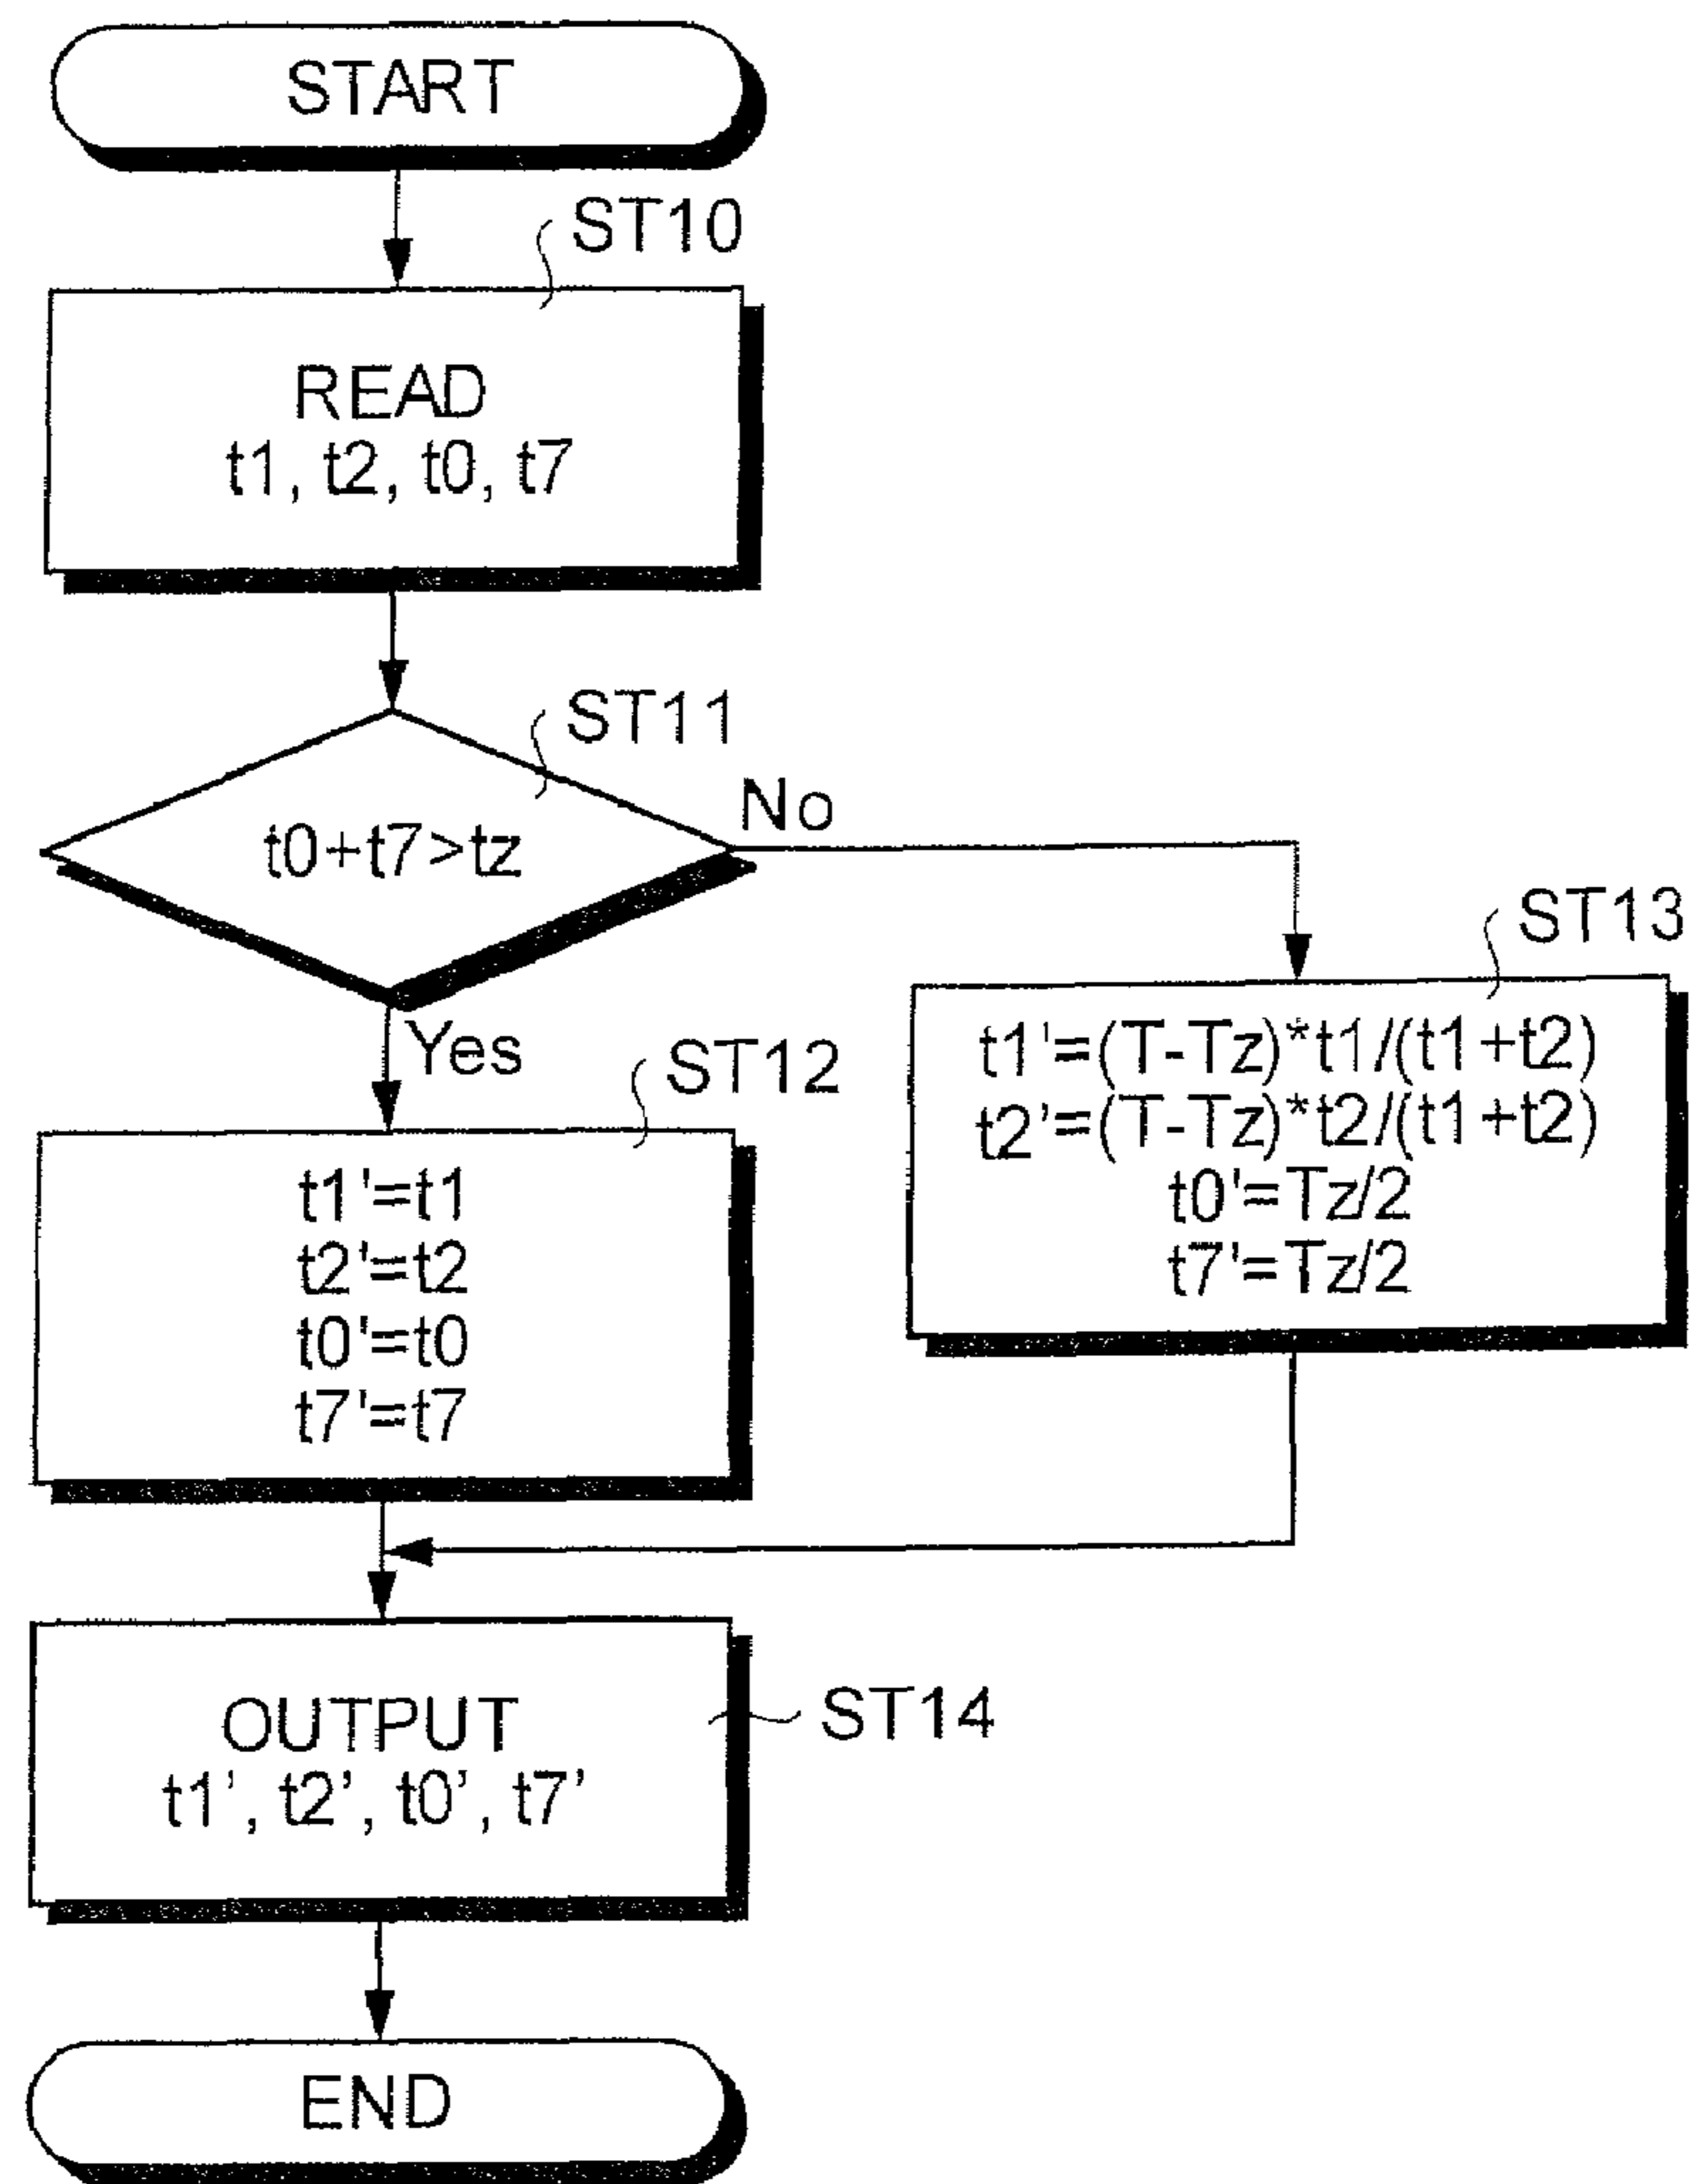 START
ST10
READ
t1, t2, t0, t7
ST11
t0+t7>tz
No
Yes
ST12
t1'=t1
t2'=t2
t0'=t0
t7'=t7
ST13
t1'=(T-Tz)*t1/(t1+t2)
t2'=(T-Tz)*t2/(t1+t2)
t0'=Tz/2
t7'=Tz/2
OUTPUT
t1’, t2’, t0’, t7’
ST14
END